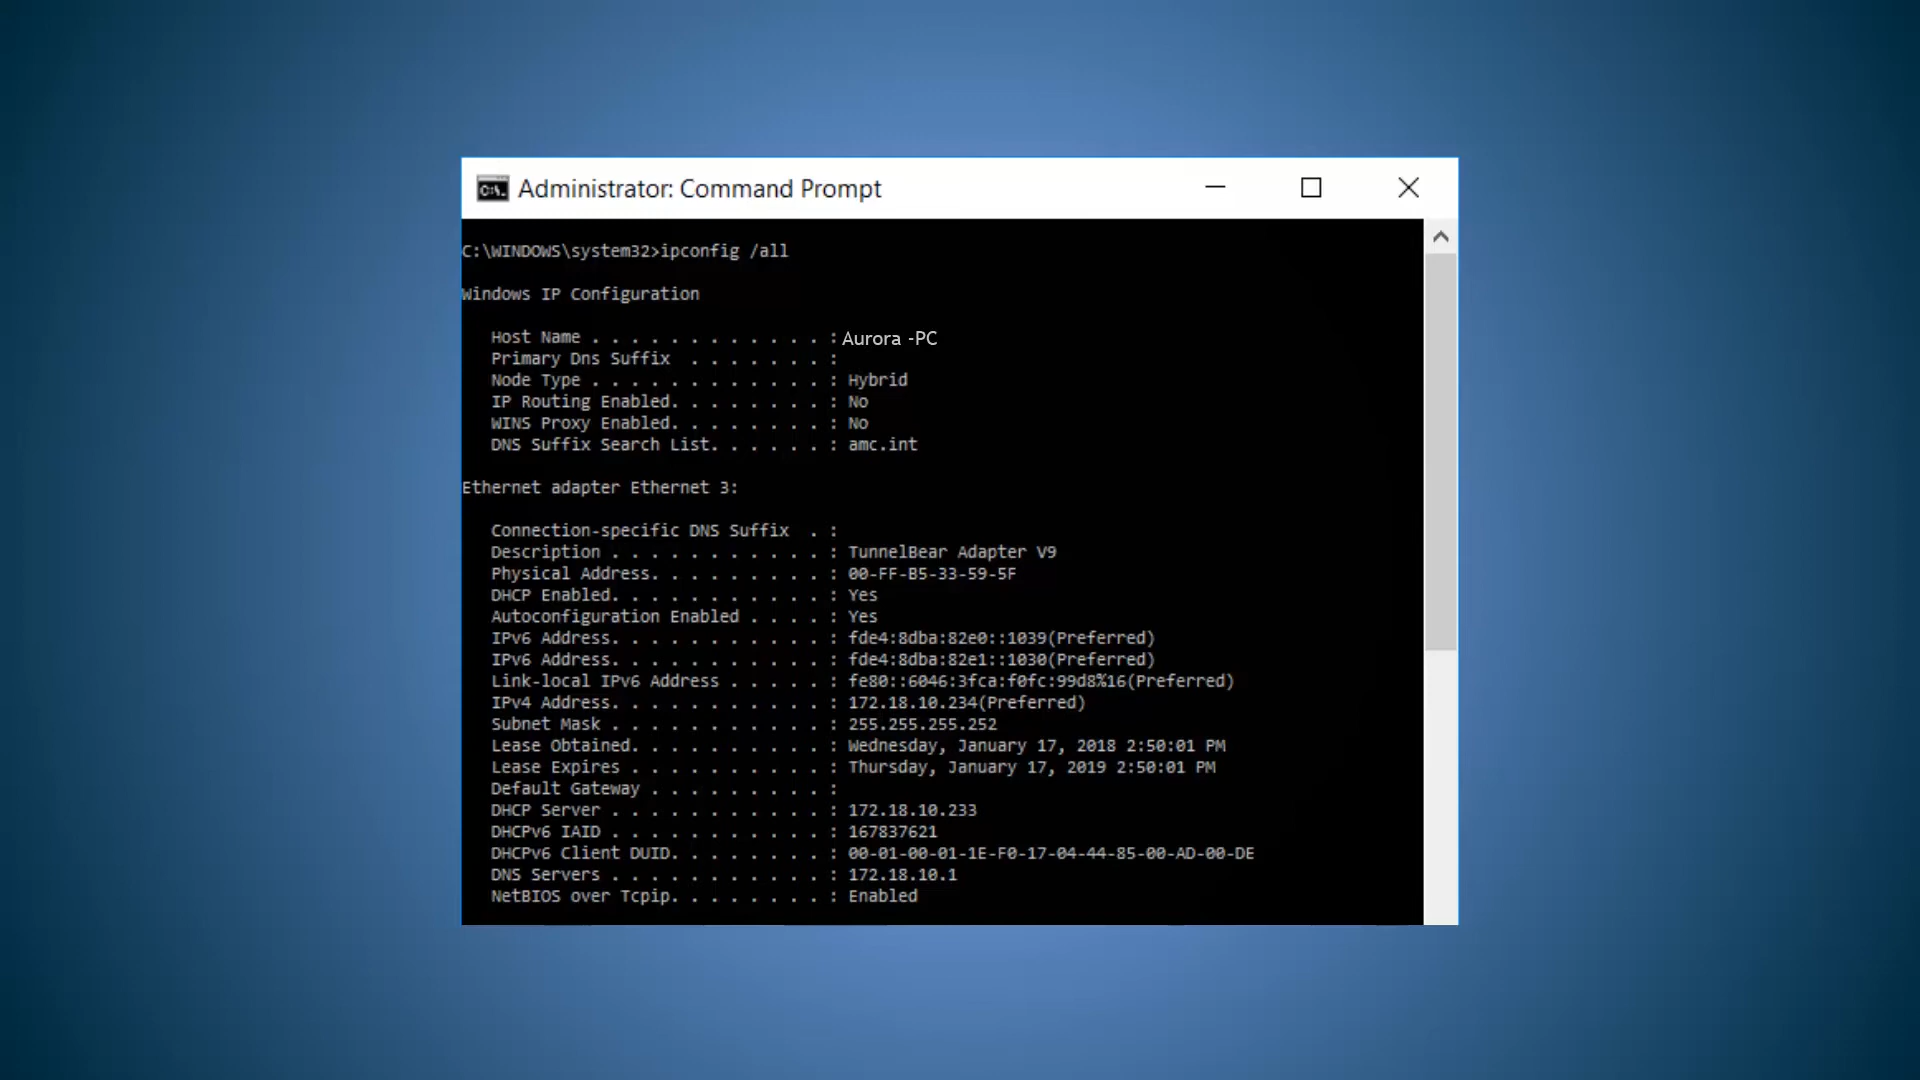 Administrator: Command Prompt
C:\WINDOWS\system32>ipconfig /all
Windows IP Configuration
Host Name . . . . . . . . . . . . : Aurora -PC
Primary Dns Suffix  . . . . . . . :
Node Type . . . . . . . . . . . . : Hybrid
IP Routing Enabled. . . . . . . . : No
WINS Proxy Enabled. . . . . . . . : No
DNS Suffix Search List. . . . . . : amc.int
Ethernet adapter Ethernet 3:
Connection-specific DNS Suffix  . :
Description . . . . . . . . . . . : TunnelBear Adapter V9
Physical Address. . . . . . . . . : 00-FF-B5-33-59-5F
DHCP Enabled. . . . . . . . . . . : Yes
Autoconfiguration Enabled . . . . : Yes
IPv6 Address. . . . . . . . . . . : fde4:8dba:82e0::1039(Preferred)
IPv6 Address. . . . . . . . . . . : fde4:8dba:82e1::1030(Preferred)
Link-local IPv6 Address . . . . . : fe80::6046:3fca:f0fc:99d8%16(Preferred)
IPv4 Address. . . . . . . . . . . : 172.18.10.234(Preferred)
Subnet Mask . . . . . . . . . . . : 255.255.255.252
Lease Obtained. . . . . . . . . . : Wednesday, January 17, 2018 2:50:01 PM
Lease Expires . . . . . . . . . . : Thursday, January 17, 2019 2:50:01 PM
Default Gateway . . . . . . . . . :
DHCP Server . . . . . . . . . . . : 172.18.10.233
DHCPv6 IAID . . . . . . . . . . . : 167837621
DHCPv6 Client DUID. . . . . . . . : 00-01-00-01-1E-F0-17-04-44-85-00-AD-00-DE
DNS Servers . . . . . . . . . . . : 172.18.10.1
NetBIOS over Tcpip. . . . . . . . : Enabled